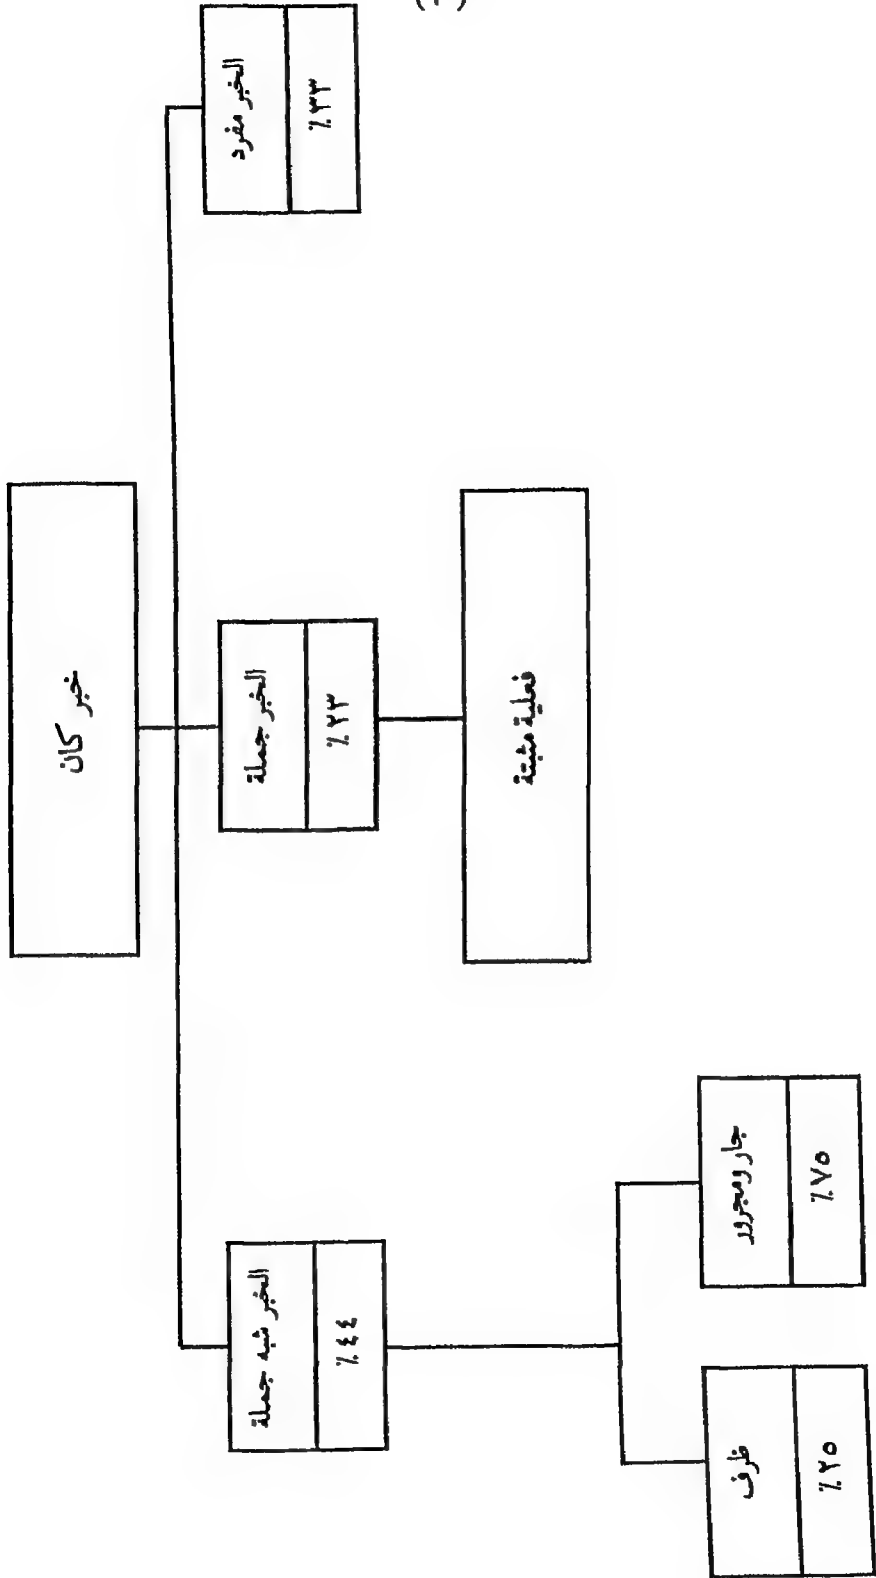 خبر كان
الخبر مفرد
٪٣٣
الخبر جملة
٪٢٣
فعلية مثبتة
الخبر شبه جملة
٪٤٤
جار ومجرور
٪٧٥
ظرف
٪٢٥